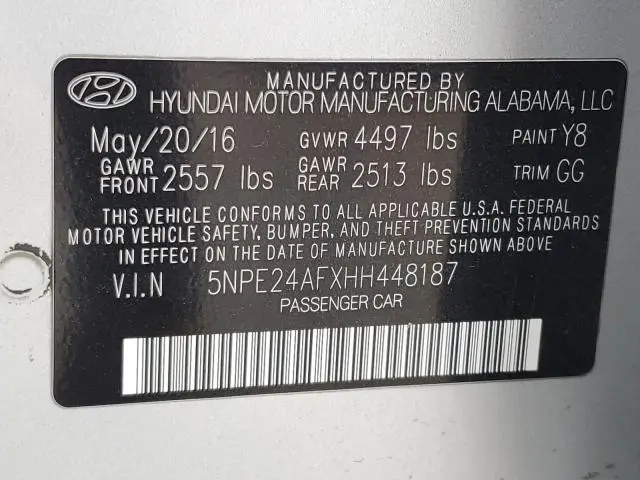 MANUFACTURED BY
HYUNDAI MOTOR MANUFACTURING ALABAMA, LLC
May/20/16 GVWR 4497 lbs PAINT Y8
GAWR FRONT 2557 lbs GAWR REAR 2513 lbs TRIM GG
THIS VEHICLE CONFORMS TO ALL APPLICABLE U.S.A. FEDERAL
MOTOR VEHICLE SAFETY, BUMPER, AND THEFT PREVENTION STANDARDS
IN EFFECT ON THE DATE OF MANUFACTURE SHOWN ABOVE.
V.I.N 5NPE24AFXHH448187
PASSENGER CAR